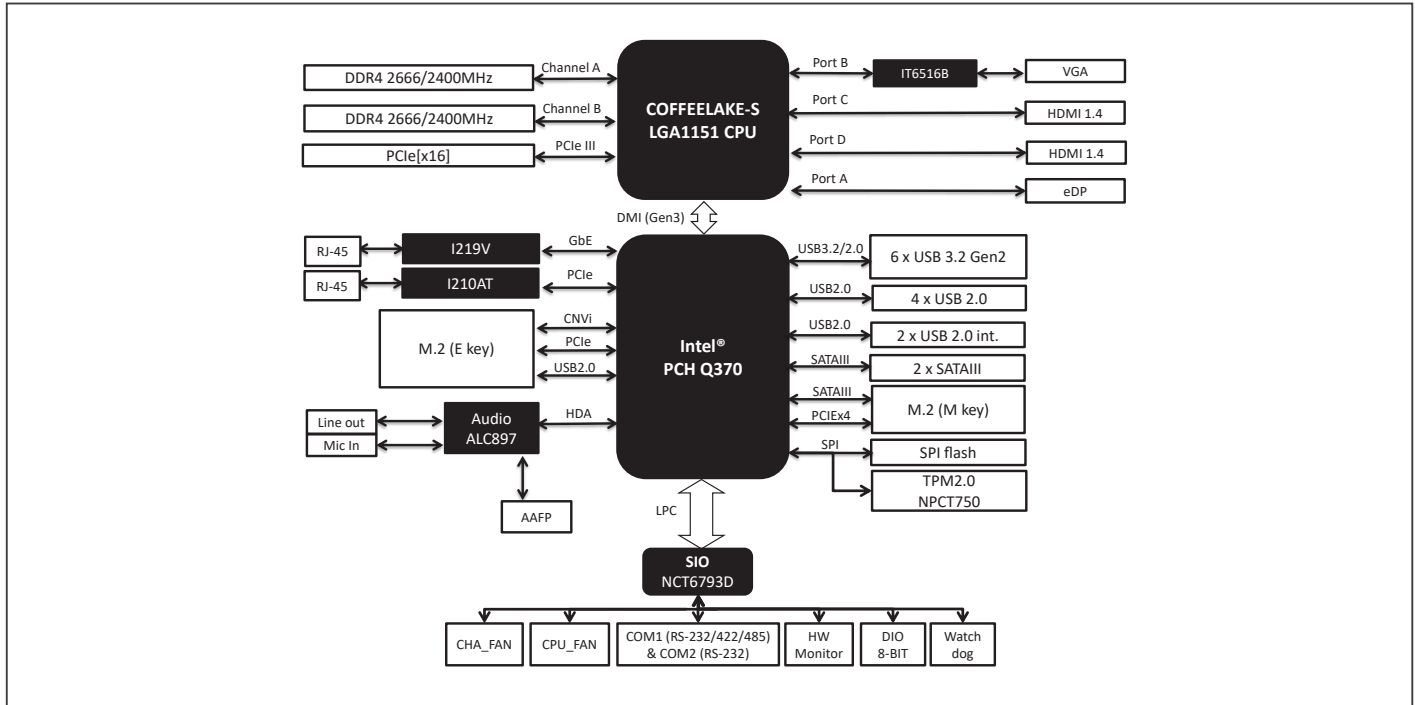 DDR4 2666/2400MHz
Channel A
DDR4 2666/2400MHz
Channel B
PCIe[x16]
PCIe III
COFFEELAKE-S
LGA1151 CPU
Port B
IT6516B
VGA
Port C
HDMI 1.4
Port D
HDMI 1.4
Port A
eDP
DMI (Gen3)
RJ-45
I219V
GbE
RJ-45
I210AT
PCIe
M.2 (E key)
CNVi
PCIe
USB2.0
Line out
Mic In
Audio
ALC897
HDA
AAFP
Intel®
PCH Q370
USB3.2/2.0
6 x USB 3.2 Gen2
USB2.0
4 x USB 2.0
USB2.0
2 x USB 2.0 int.
SATAIII
2 x SATAIII
SATAIII
PCIEx4
M.2 (M key)
SPI
SPI flash
TPM2.0
NPCT750
LPC
SIO
NCT6793D
CHA_FAN
CPU_FAN
COM1 (RS-232/422/485)
& COM2 (RS-232)
HW
Monitor
DIO
8-BIT
Watch
dog